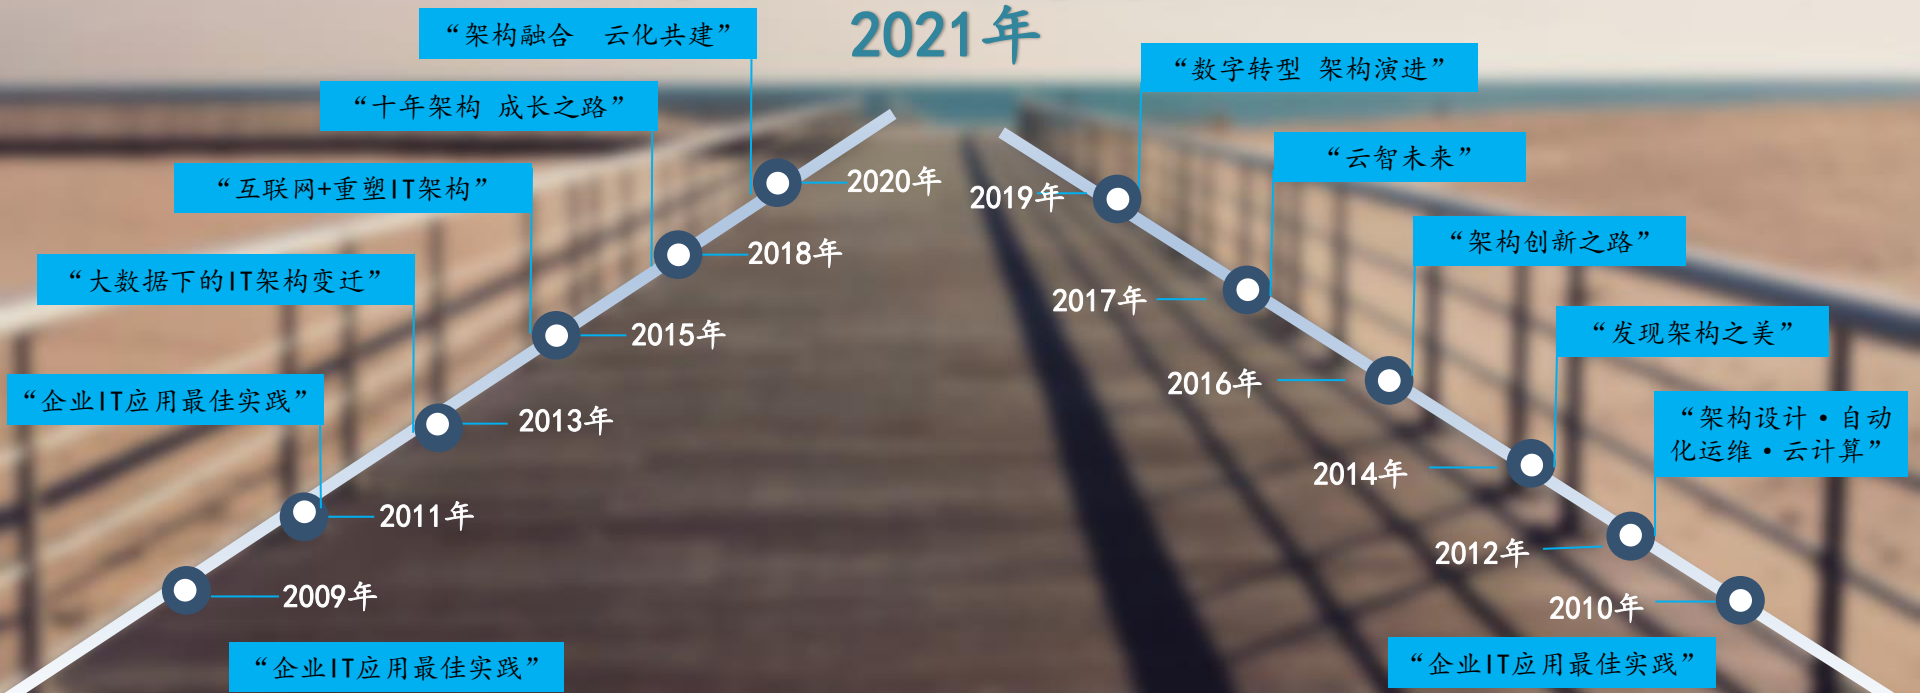 2021年
“架构融合 云化共建”
2020年
“十年架构 成长之路”
2018年
“互联网+重塑IT架构”
2015年
“大数据下的IT架构变迁”
2013年
“企业IT应用最佳实践”
2011年
2009年
“企业IT应用最佳实践”
“数字转型 架构演进”
2019年
“云智未来”
2017年
“架构创新之路”
2016年
“发现架构之美”
2014年
“架构设计·自动
化运维·云计算”
2012年
2010年
“企业IT应用最佳实践”